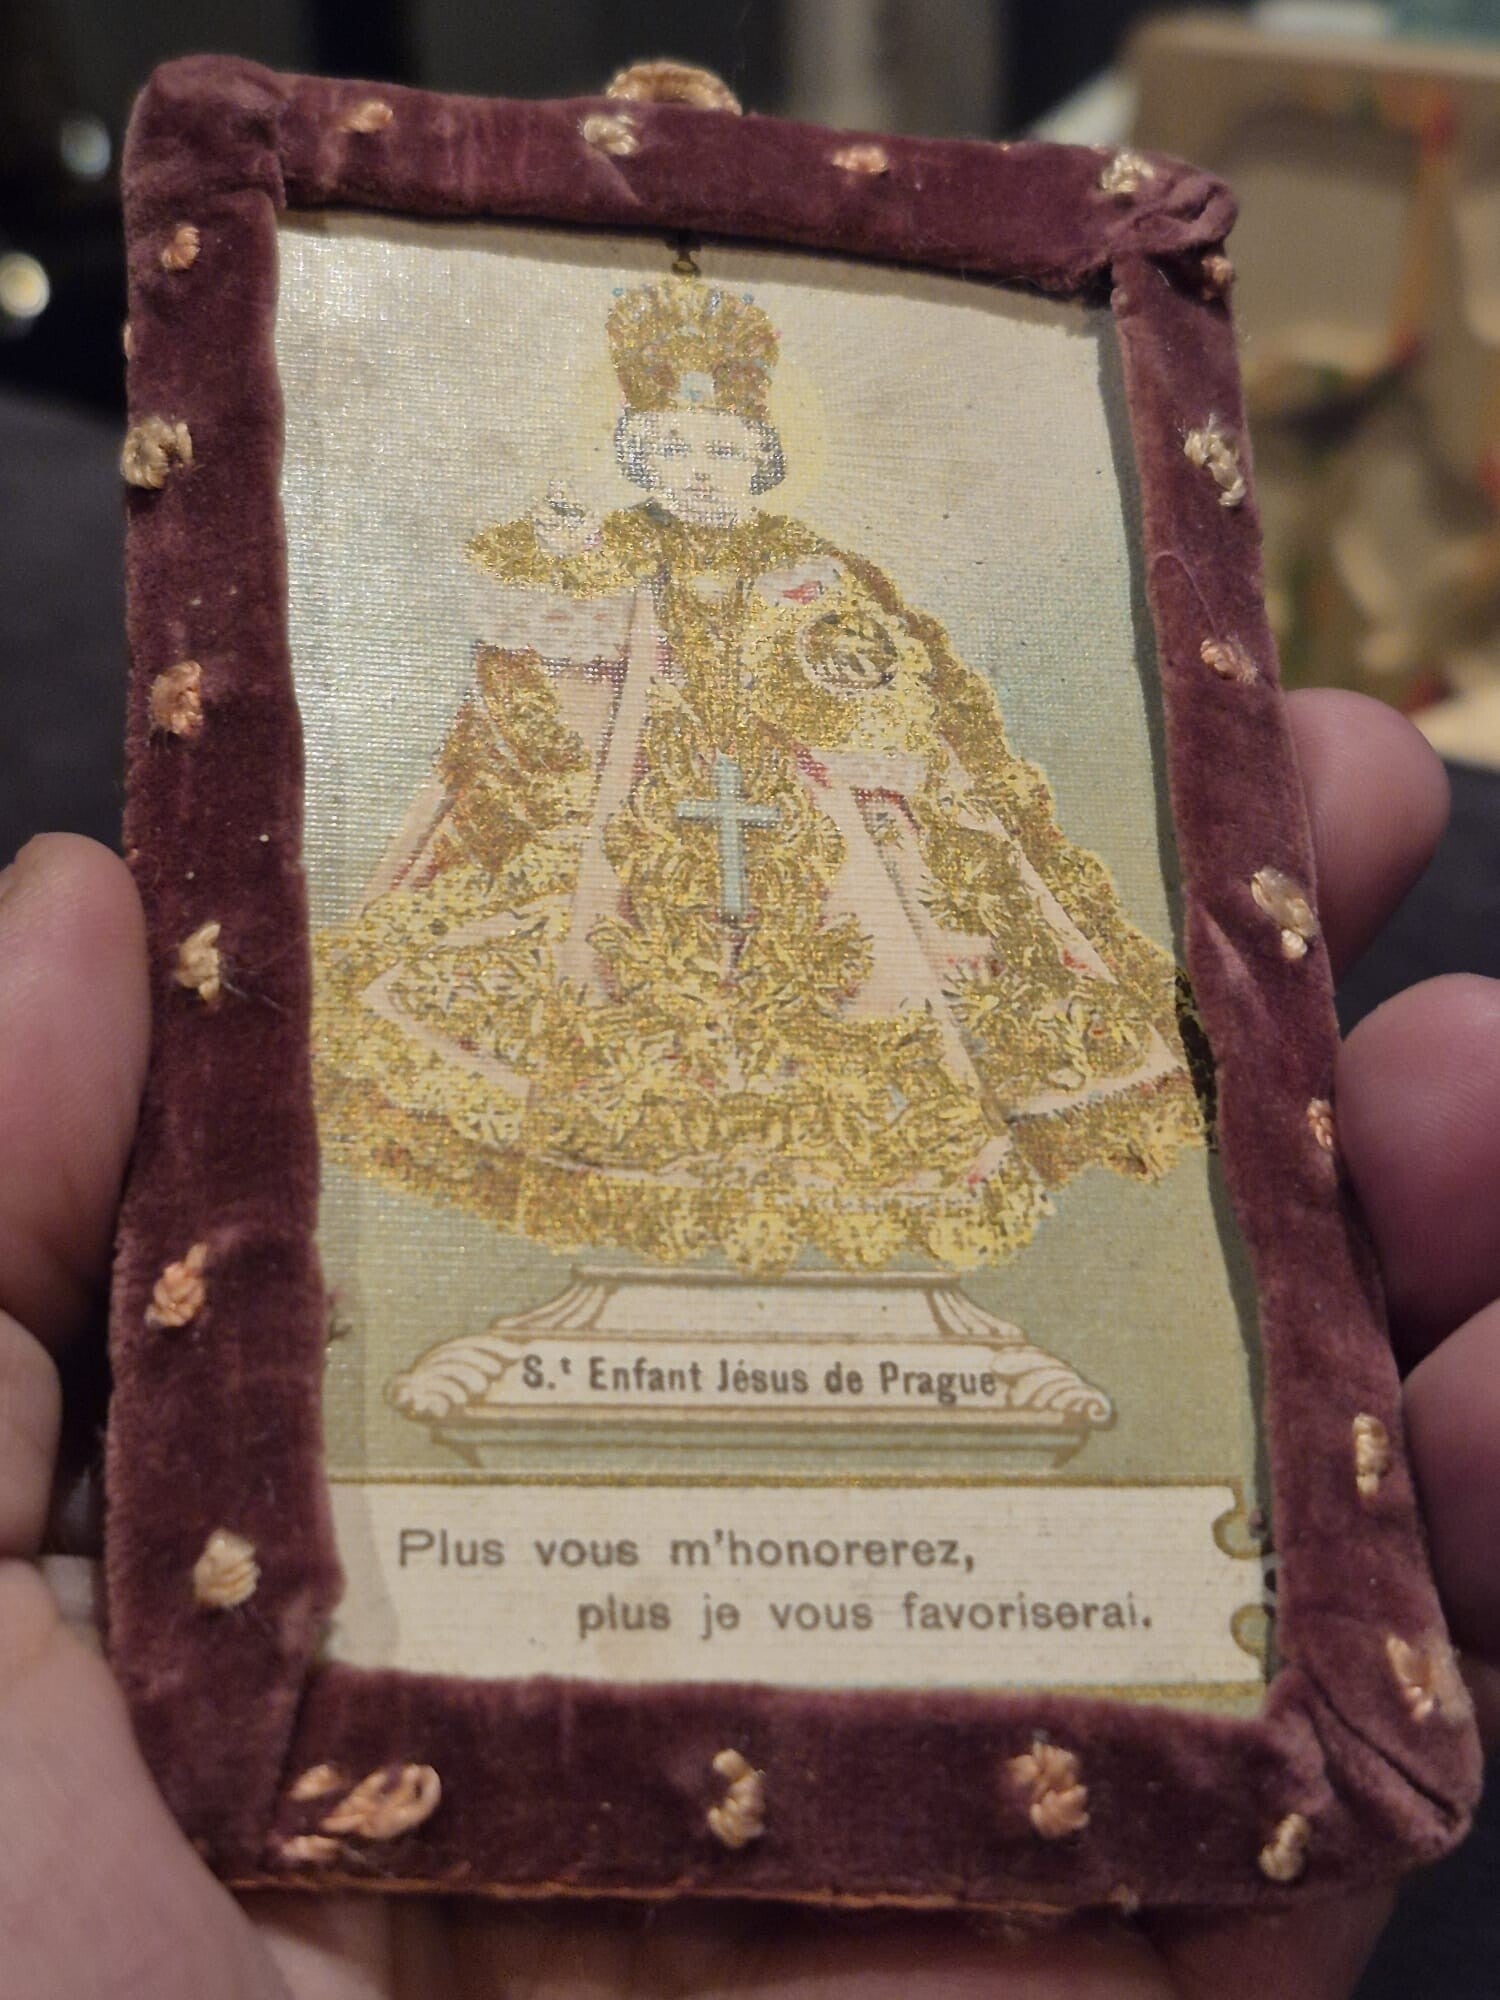 S.ᵗ Enfant Jésus de Prague
Plus vous m'honorerez,
plus je vous favoriserai.